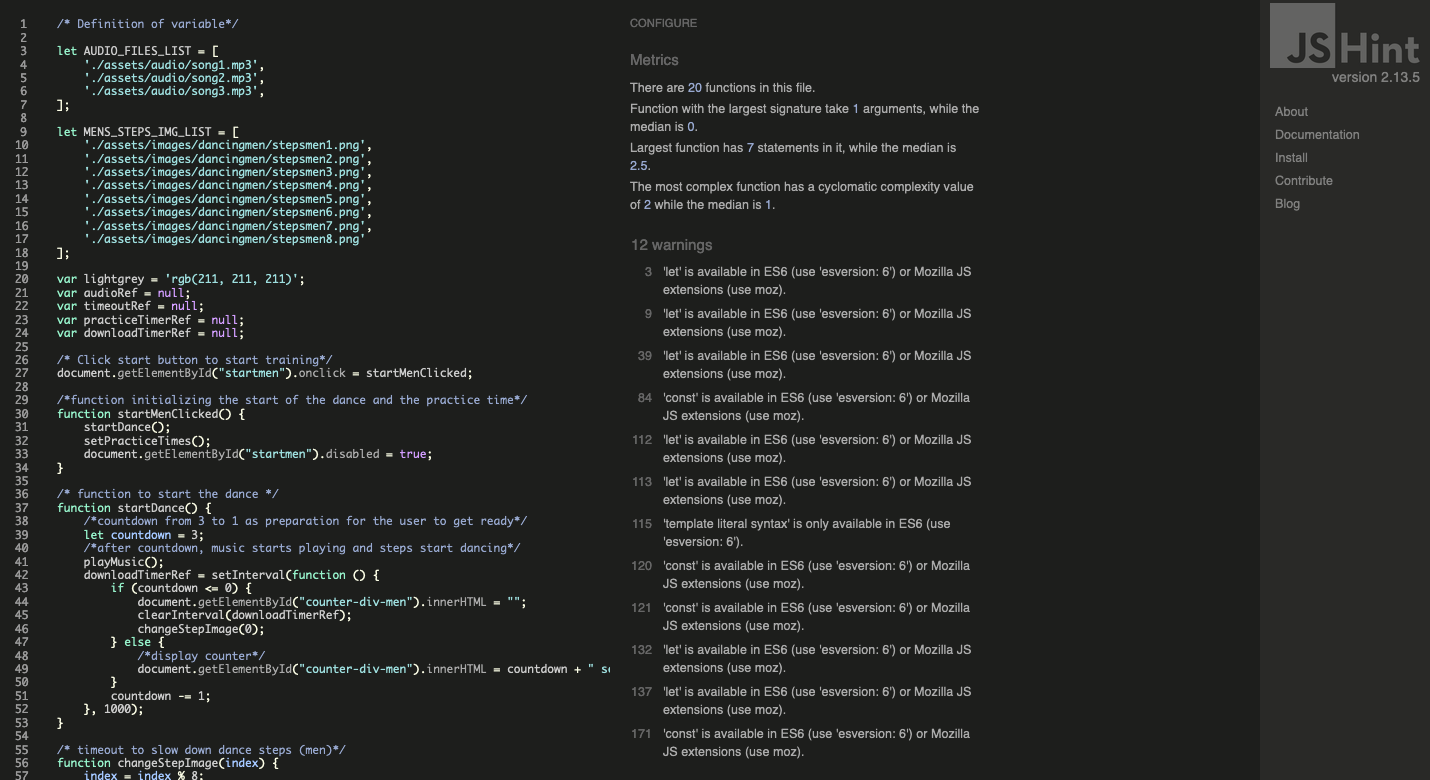 1 /* Definition of variable*/
2
3 let AUDIO_FILES_LIST = [
4 './assets/audio/song1.mp3',
5 './assets/audio/song2.mp3',
6 './assets/audio/song3.mp3',
7 ];
8
9 let MENS_STEPS_IMG_LIST = [
10 './assets/images/dancingmen/stepsmen1.png',
11 './assets/images/dancingmen/stepsmen2.png',
12 './assets/images/dancingmen/stepsmen3.png',
13 './assets/images/dancingmen/stepsmen4.png',
14 './assets/images/dancingmen/stepsmen5.png',
15 './assets/images/dancingmen/stepsmen6.png',
16 './assets/images/dancingmen/stepsmen7.png',
17 './assets/images/dancingmen/stepsmen8.png'
18 ];
19
20 var lightgrey = 'rgb(211, 211, 211)';
21 var audioRef = null;
22 var timeoutRef = null;
23 var practiceTimerRef = null;
24 var downloadTimerRef = null;
25
26 /* Click start button to start training*/
27 document.getElementById("startmen").onclick = startMenClicked;
28
29 /*function initializing the start of the dance and the practice time*/
30 function startMenClicked() {
31 startDance();
32 setPracticeTimes();
33 document.getElementById("startmen").disabled = true;
34 }
35
36 /* function to start the dance */
37 function startDance() {
38 /*countdown from 3 to 1 as preparation for the user to get ready*/
39 let countdown = 3;
40 /*after countdown, music starts playing and steps start dancing*/
41 playMusic();
42 downloadTimerRef = setInterval(function () {
43 if (countdown <= 0) {
44 document.getElementById("counter-div-men").innerHTML = "";
45 clearInterval(downloadTimerRef);
46 changeStepImage(0);
47 } else {
48 /*display counter*/
49 document.getElementById("counter-div-men").innerHTML = countdown + " se
50 }
51 countdown -= 1;
52 }, 1000);
53 }
54
55 /* timeout to slow down dance steps (men)*/
56 function changeStepImage(index) {
57 index = index % 8;
CONFIGURE
Metrics
There are 20 functions in this file.
Function with the largest signature take 1 arguments, while the
median is 0.
Largest function has 7 statements in it, while the median is
2.5.
The most complex function has a cyclomatic complexity value
of 2 while the median is 1.
12 warnings
3 'let' is available in ES6 (use 'esversion: 6') or Mozilla JS
extensions (use moz).
9 'let' is available in ES6 (use 'esversion: 6') or Mozilla JS
extensions (use moz).
39 'let' is available in ES6 (use 'esversion: 6') or Mozilla JS
extensions (use moz).
84 'const' is available in ES6 (use 'esversion: 6') or Mozilla
JS extensions (use moz).
112 'let' is available in ES6 (use 'esversion: 6') or Mozilla JS
extensions (use moz).
113 'let' is available in ES6 (use 'esversion: 6') or Mozilla JS
extensions (use moz).
115 'template literal syntax' is only available in ES6 (use
'esversion: 6').
120 'const' is available in ES6 (use 'esversion: 6') or Mozilla
JS extensions (use moz).
121 'const' is available in ES6 (use 'esversion: 6') or Mozilla
JS extensions (use moz).
132 'let' is available in ES6 (use 'esversion: 6') or Mozilla JS
extensions (use moz).
137 'let' is available in ES6 (use 'esversion: 6') or Mozilla JS
extensions (use moz).
171 'const' is available in ES6 (use 'esversion: 6') or Mozilla
JS extensions (use moz).
JSHint
version 2.13.5
About
Documentation
Install
Contribute
Blog